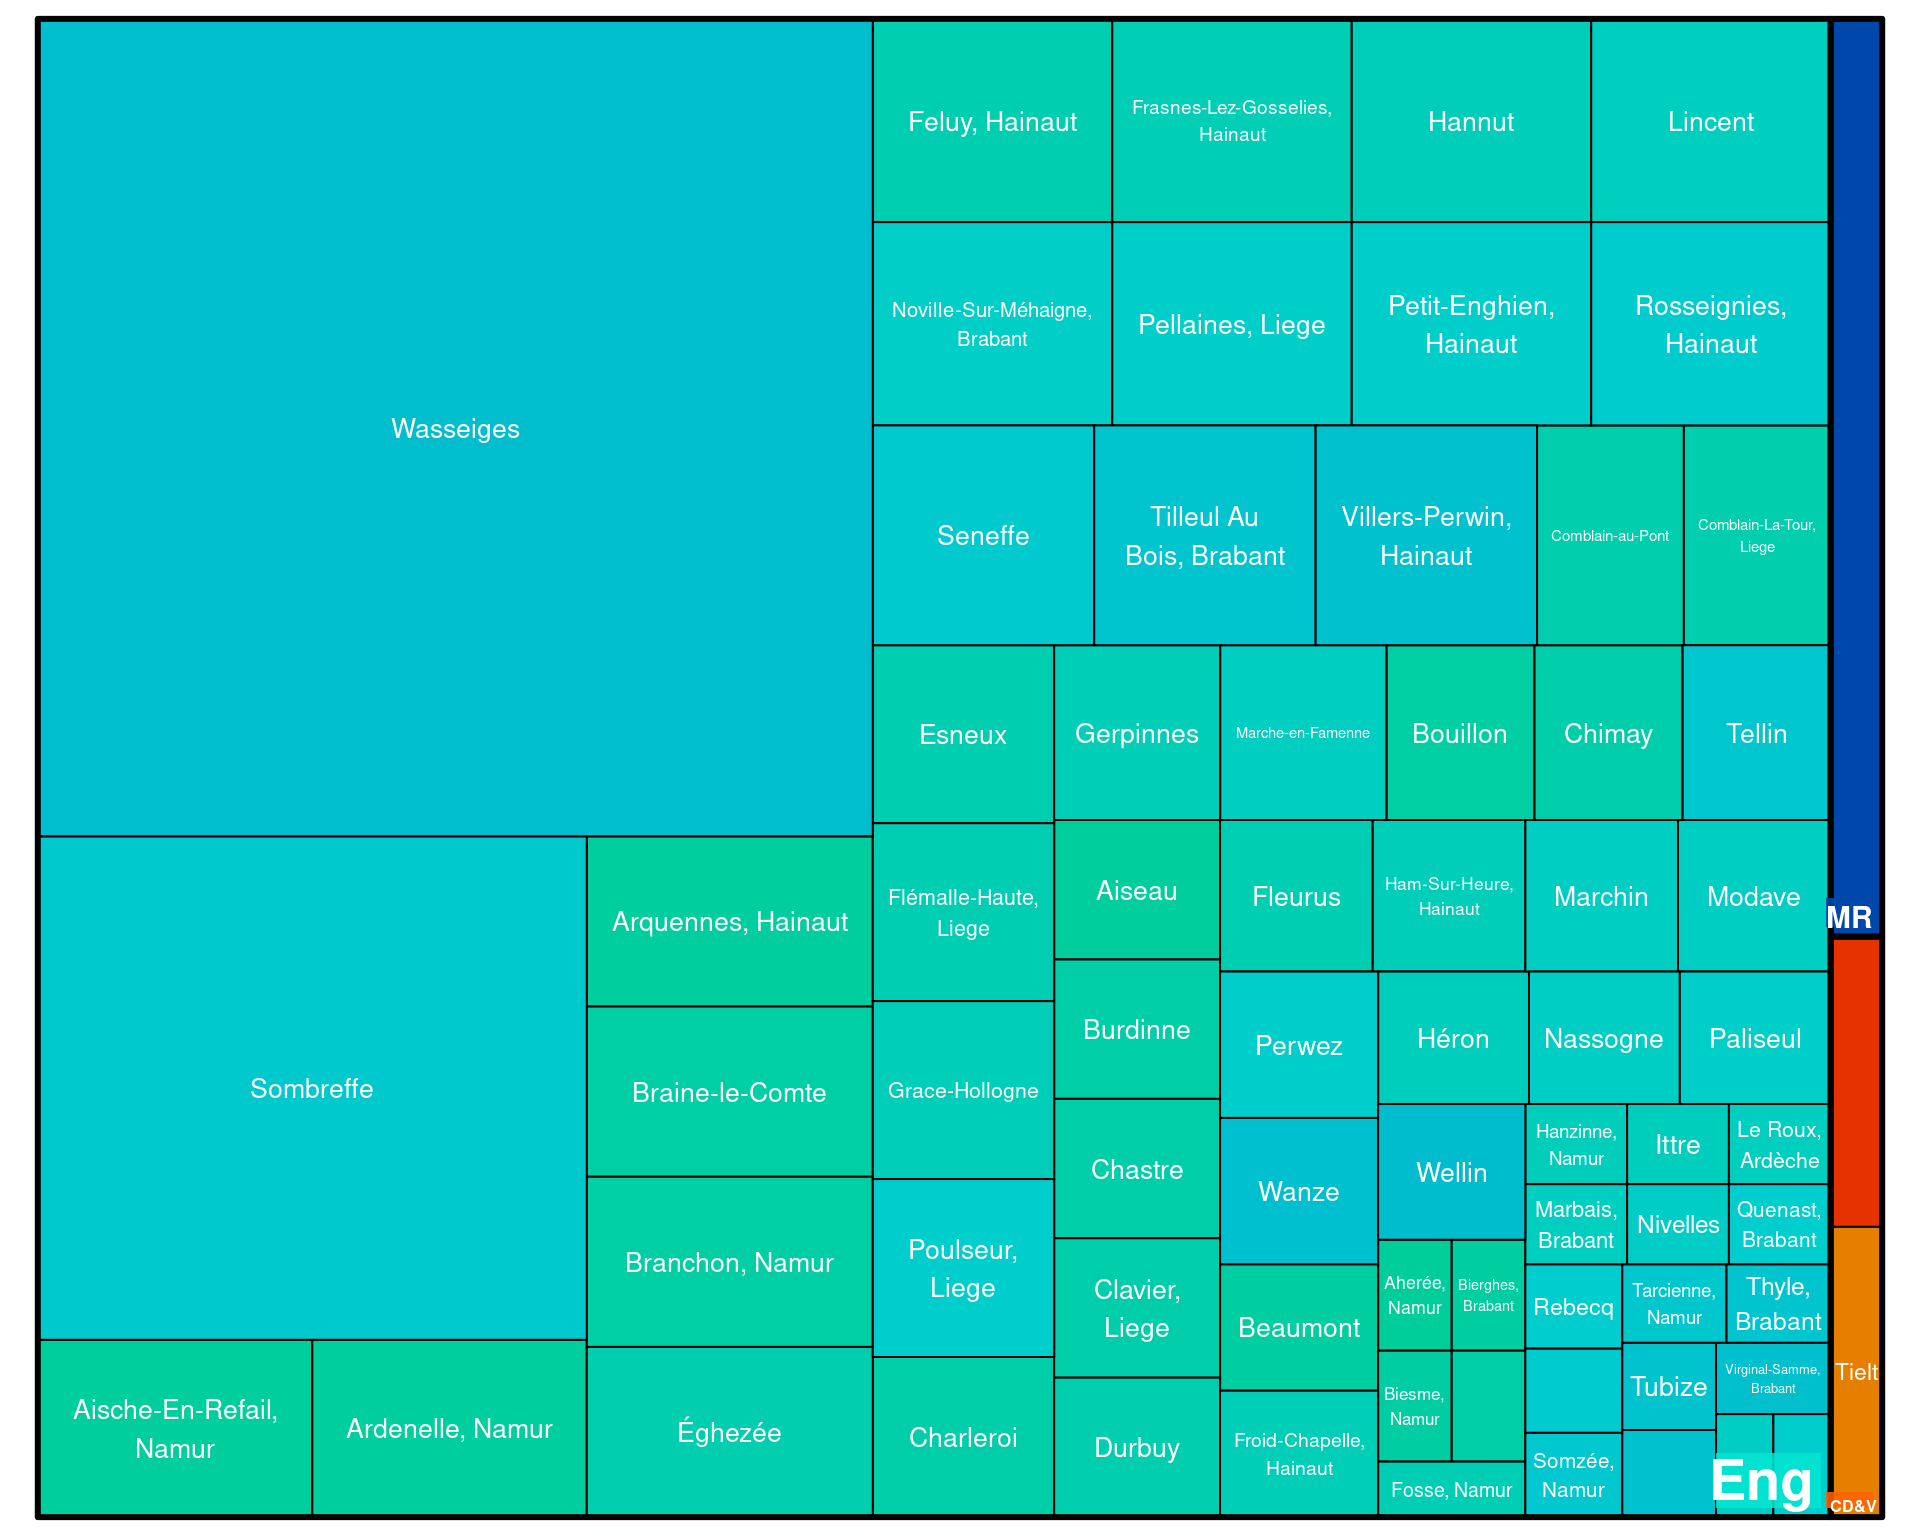 Wasseiges
Feluy, Hainaut
Frasnes-Lez-Gosselies,
Hainaut
Hannut
Lincent
Noville-Sur-Méhaigne,
Brabant
Pellaines, Liege
Petit-Enghien,
Hainaut
Rosseignies,
Hainaut
Seneffe
Tilleul Au
Bois, Brabant
Villers-Perwin,
Hainaut
Comblain-au-Pont
Comblain-La-Tour,
Liege
Esneux
Gerpinnes
Marche-en-Famenne
Bouillon
Chimay
Tellin
Sombreffe
Arquennes, Hainaut
Braine-le-Comte
Branchon, Namur
Éghezée
Aische-En-Refail,
Namur
Ardenelle, Namur
Flémalle-Haute,
Liege
Grace-Hollogne
Poulseur,
Liege
Charleroi
Aiseau
Burdinne
Chastre
Clavier,
Liege
Durbuy
Fleurus
Ham-Sur-Heure,
Hainaut
Marchin
Modave
Perwez
Héron
Nassogne
Paliseul
Wanze
Wellin
Beaumont
Froid-Chapelle,
Hainaut
Hanzinne,
Namur
Ittre
Le Roux,
Ardèche
Marbais,
Brabant
Nivelles
Quenast,
Brabant
Aherée,
Namur
Bierghes,
Brabant
Biesme,
Namur
Fosse, Namur
Rebecq
Tarcienne,
Namur
Thyle,
Brabant
Somzée,
Namur
Tubize
Virginal-Samme,
Brabant
Eng
MR
Tielt
CD&V